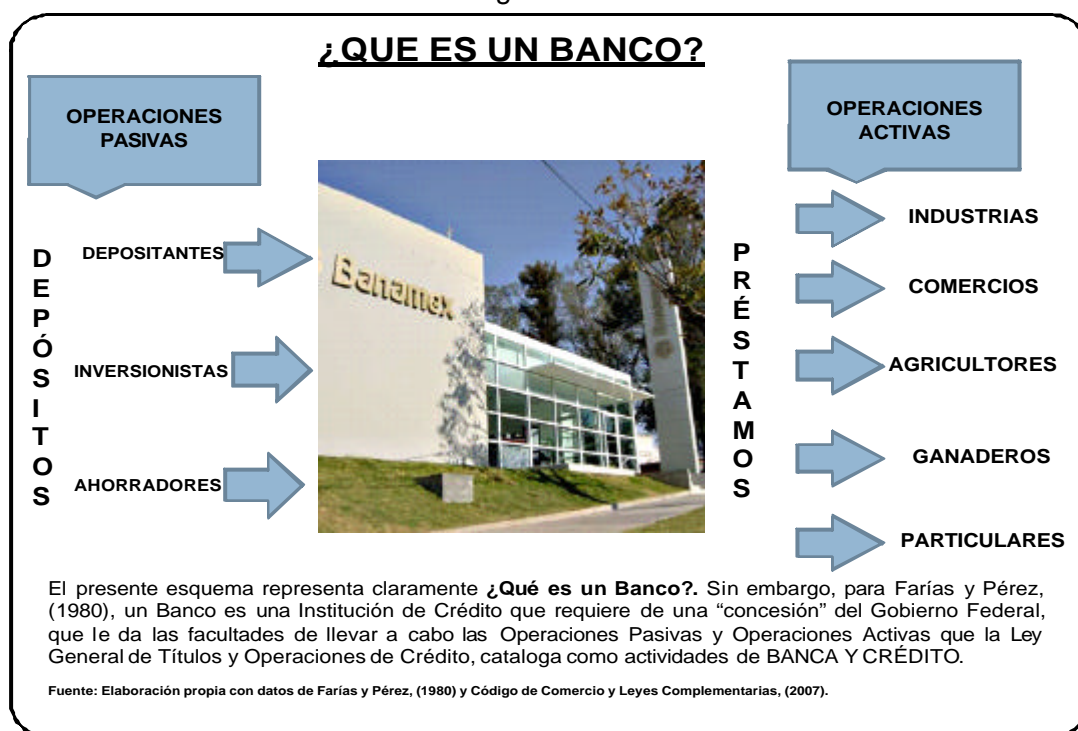 ¿QUE ES UN BANCO?
OPERACIONES
PASIVAS
OPERACIONES
ACTIVAS
DEPÓSITOS
DEPOSITANTES
INVERSIONISTAS
AHORRADORES
Banamex
PRÉSTAMOS
INDUSTRIAS
COMERCIOS
AGRICULTORES
GANADEROS
PARTICULARES
El presente esquema representa claramente ¿Qué es un Banco?. Sin embargo, para Farías y Pérez,
(1980), un Banco es una Institución de Crédito que requiere de una “concesión” del Gobierno Federal,
que le da las facultades de llevar a cabo las Operaciones Pasivas y Operaciones Activas que la Ley
General de Títulos y Operaciones de Crédito, cataloga como actividades de BANCA Y CRÉDITO.
Fuente: Elaboración propia con datos de Farías y Pérez, (1980) y Código de Comercio y Leyes Complementarias, (2007).